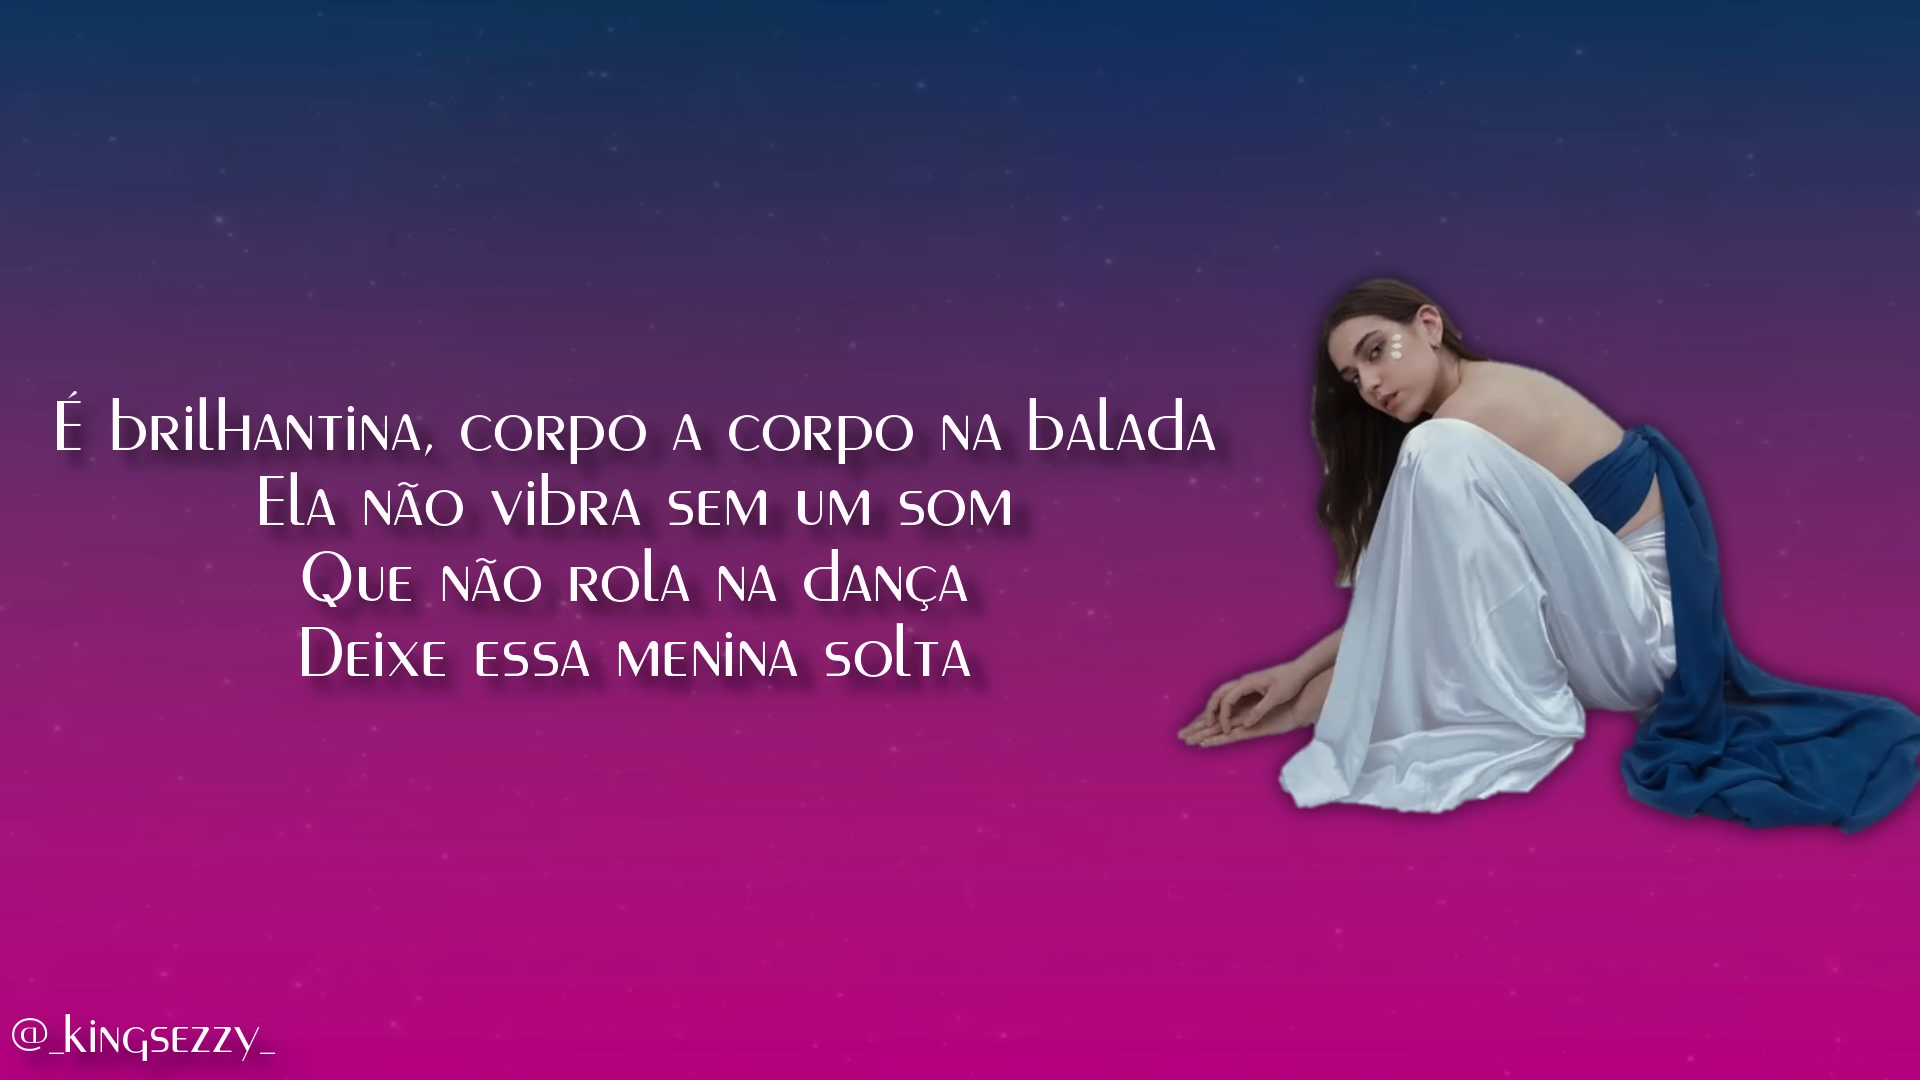 É brilhantina, corpo a corpo na balada
Ela não vibra sem um som
Que não rola na dança
Deixe essa menina solta
@_kingsezzy_